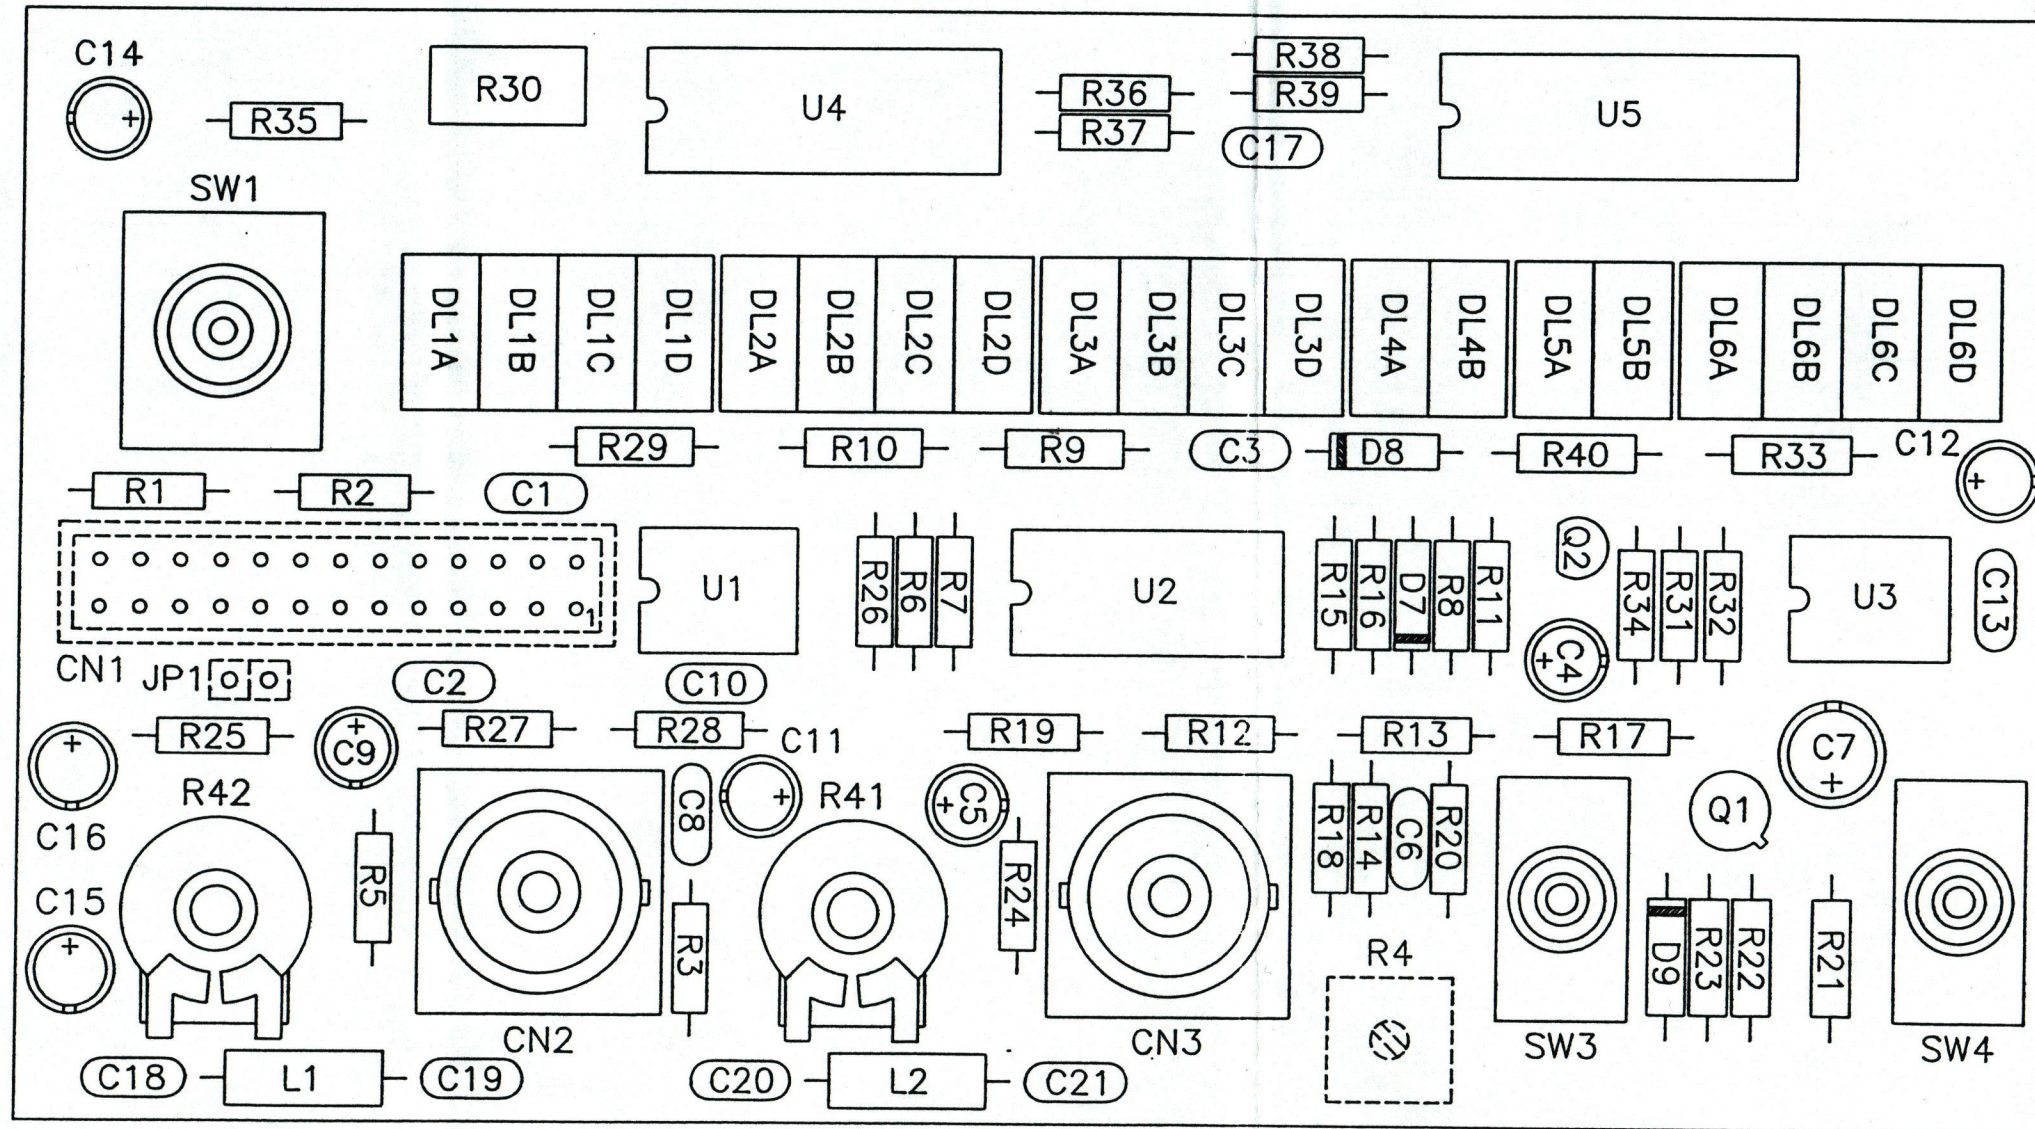 C14
R35
R30
U4
R36
R37
R38
R39
C17
U5
SW1
DL1A
DL1B
DL1C
DL1D
DL2A
DL2B
DL2C
DL2D
DL3A
DL3B
DL3C
DL3D
DL4A
DL4B
DL5A
DL5B
DL6A
DL6B
DL6C
DL6D
R29
R10
R9
C3
D8
R40
R33
C12
R1
R2
C1
1
CN1
JP1
U1
R26
R6
R7
U2
R15
R16
D7
R8
R11
Q2
C4
R34
R31
R32
U3
C13
C2
C10
R25
C9
R27
R28
C11
R19
R12
R13
R17
C7
C16
R42
R5
C8
R41
C5
R24
R18
R14
C6
R20
Q1
C15
R3
R4
D9
R23
R22
R21
CN2
CN3
SW3
SW4
C18
L1
C19
C20
L2
C21